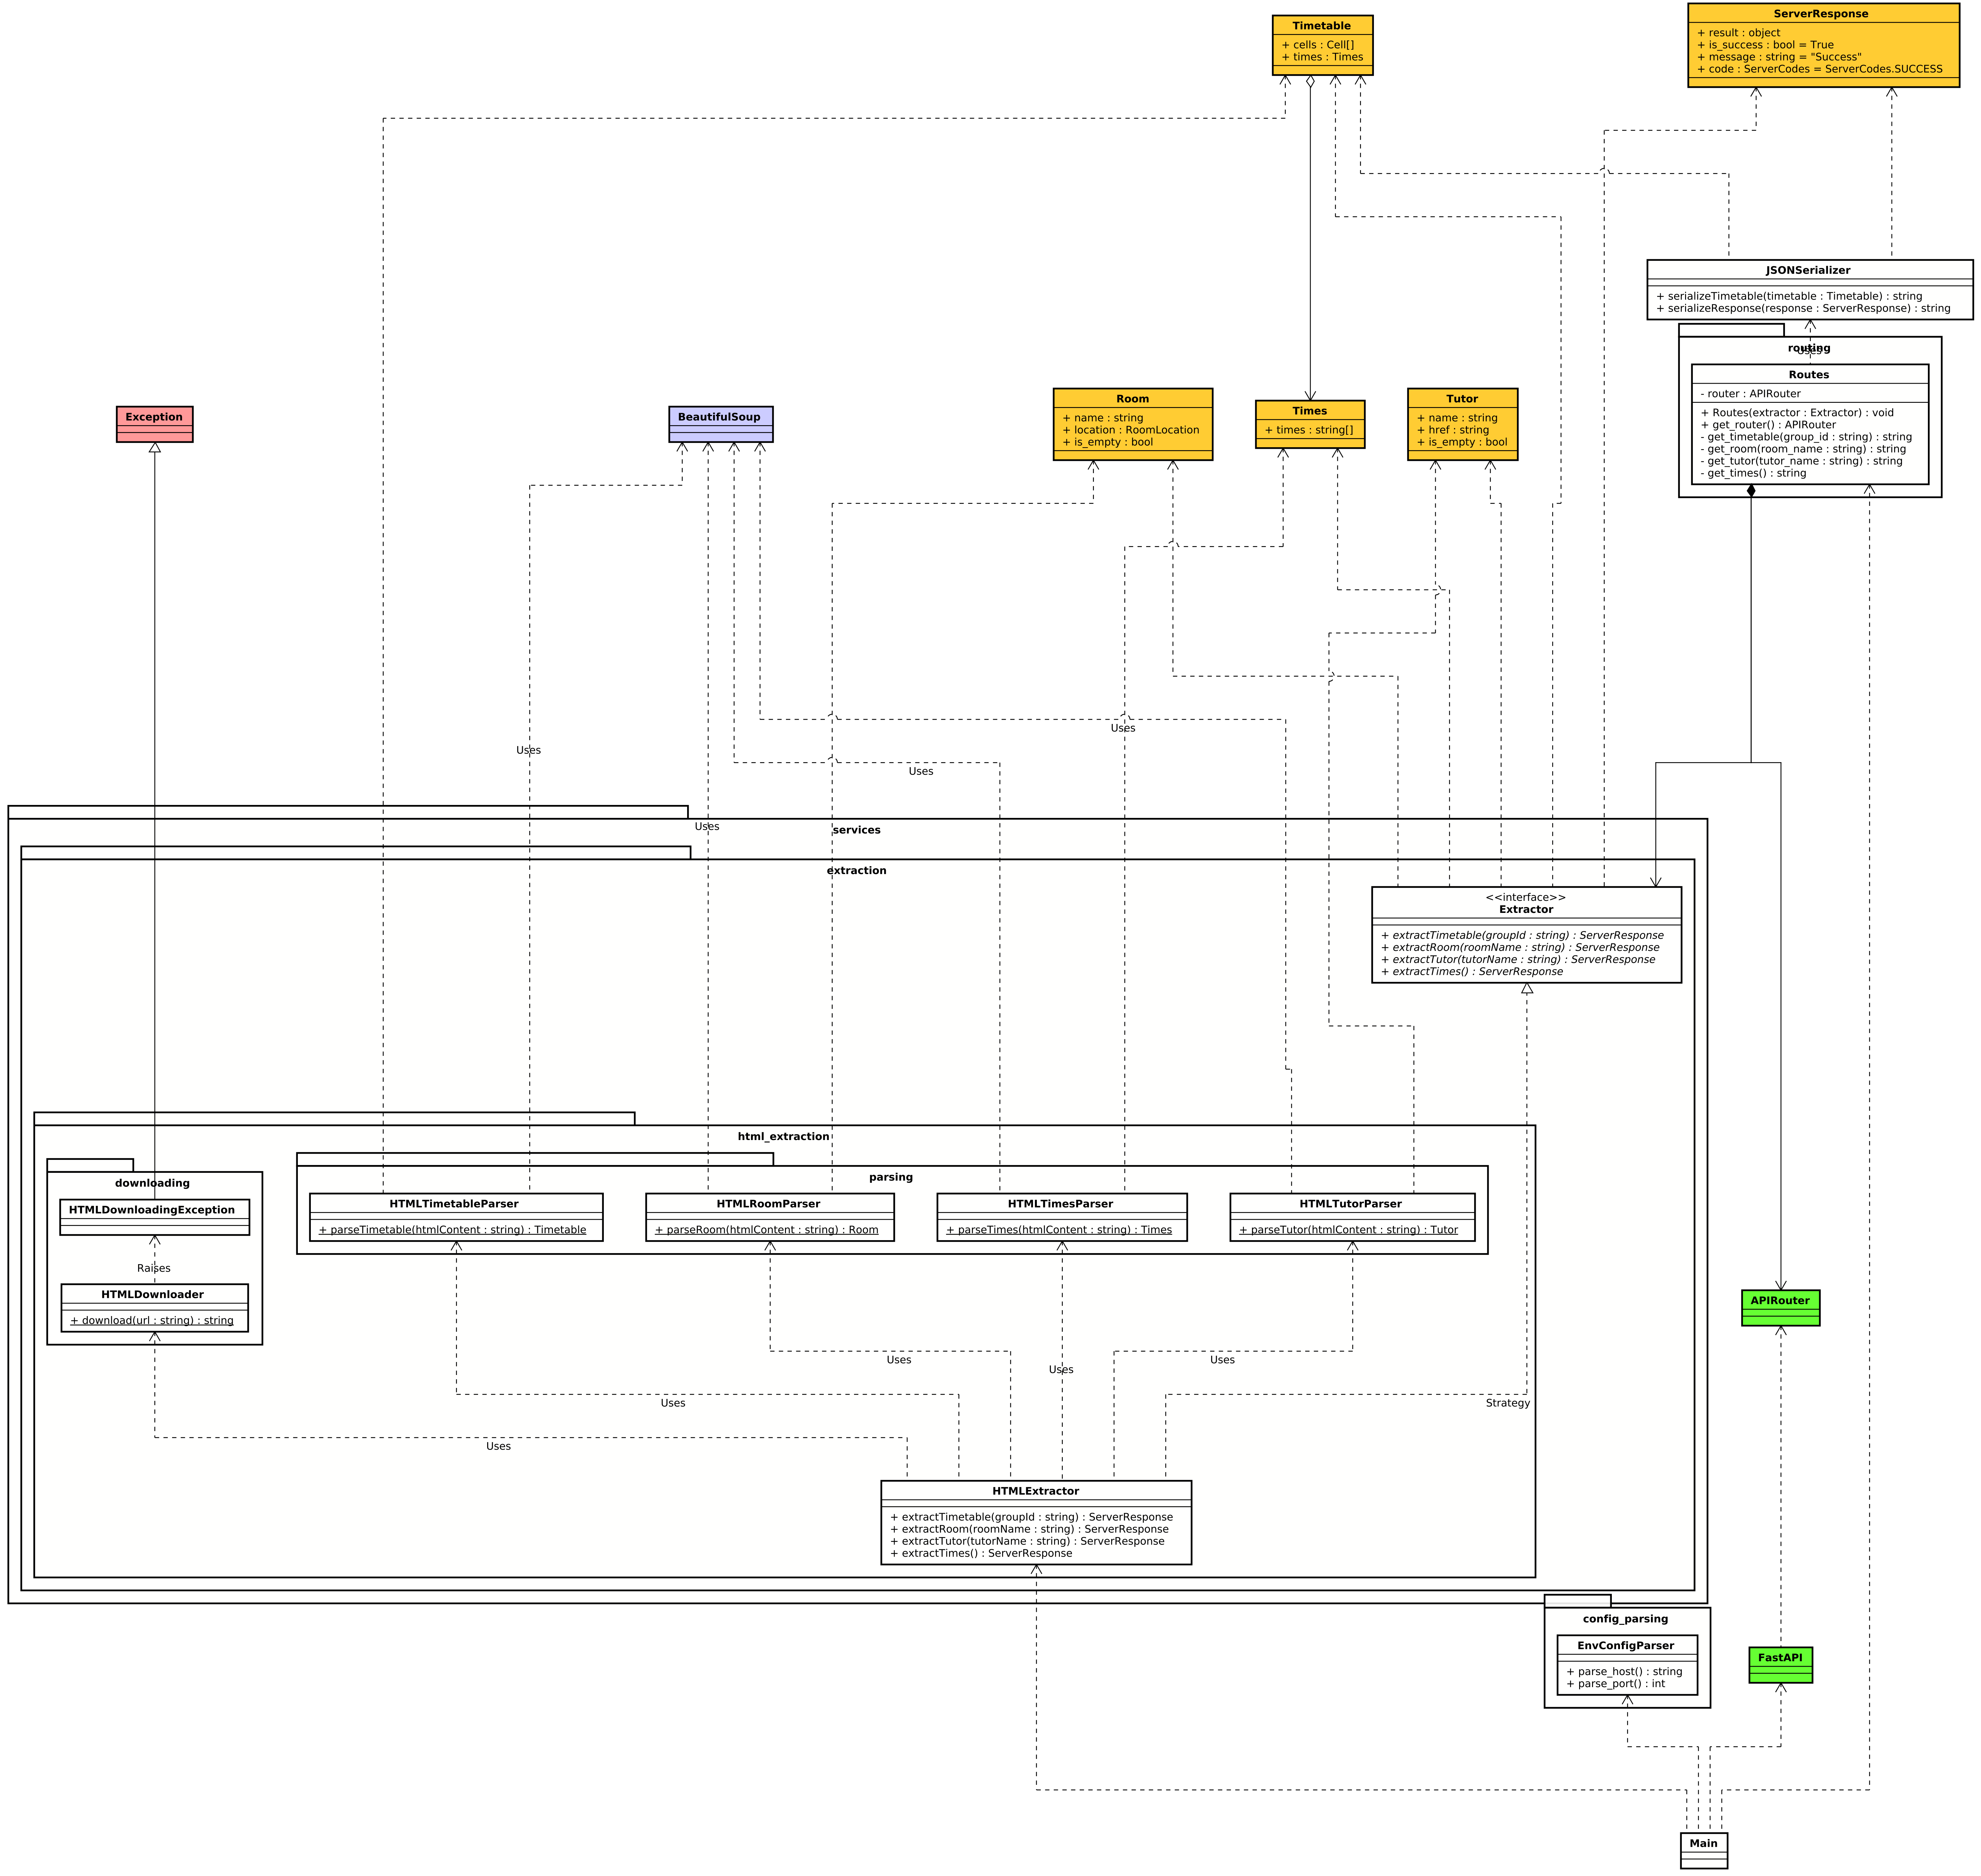 Timetable
+ cells : Cell[]
+ times : Times
ServerResponse
+ result : object
+ is_success : bool = True
+ message : string = "Success"
+ code : ServerCodes = ServerCodes.SUCCESS
JSONSerializer
+ serializeTimetable(timetable : Timetable) : string
+ serializeResponse(response : ServerResponse) : string
routing
Uses
Routes
- router : APIRouter
+ Routes(extractor : Extractor) : void
+ get_router() : APIRouter
- get_timetable(group_id : string) : string
- get_room(room_name : string) : string
- get_tutor(tutor_name : string) : string
- get_times() : string
Exception
BeautifulSoup
Room
+ name : string
+ location : RoomLocation
+ is_empty : bool
Times
+ times : string[]
Tutor
+ name : string
+ href : string
+ is_empty : bool
Uses
Uses
Uses
Uses
services
extraction
<<interface>>
Extractor
+ extractTimetable(groupId : string) : ServerResponse
+ extractRoom(roomName : string) : ServerResponse
+ extractTutor(tutorName : string) : ServerResponse
+ extractTimes() : ServerResponse
html_extraction
downloading
HTMLDownloadingException
Raises
HTMLDownloader
+ download(url : string) : string
parsing
HTMLTimetableParser
+ parseTimetable(htmlContent : string) : Timetable
HTMLRoomParser
+ parseRoom(htmlContent : string) : Room
HTMLTimesParser
+ parseTimes(htmlContent : string) : Times
HTMLTutorParser
+ parseTutor(htmlContent : string) : Tutor
APIRouter
Uses
Uses
Uses
Uses
Strategy
Uses
HTMLExtractor
+ extractTimetable(groupId : string) : ServerResponse
+ extractRoom(roomName : string) : ServerResponse
+ extractTutor(tutorName : string) : ServerResponse
+ extractTimes() : ServerResponse
config_parsing
EnvConfigParser
+ parse_host() : string
+ parse_port() : int
FastAPI
Main